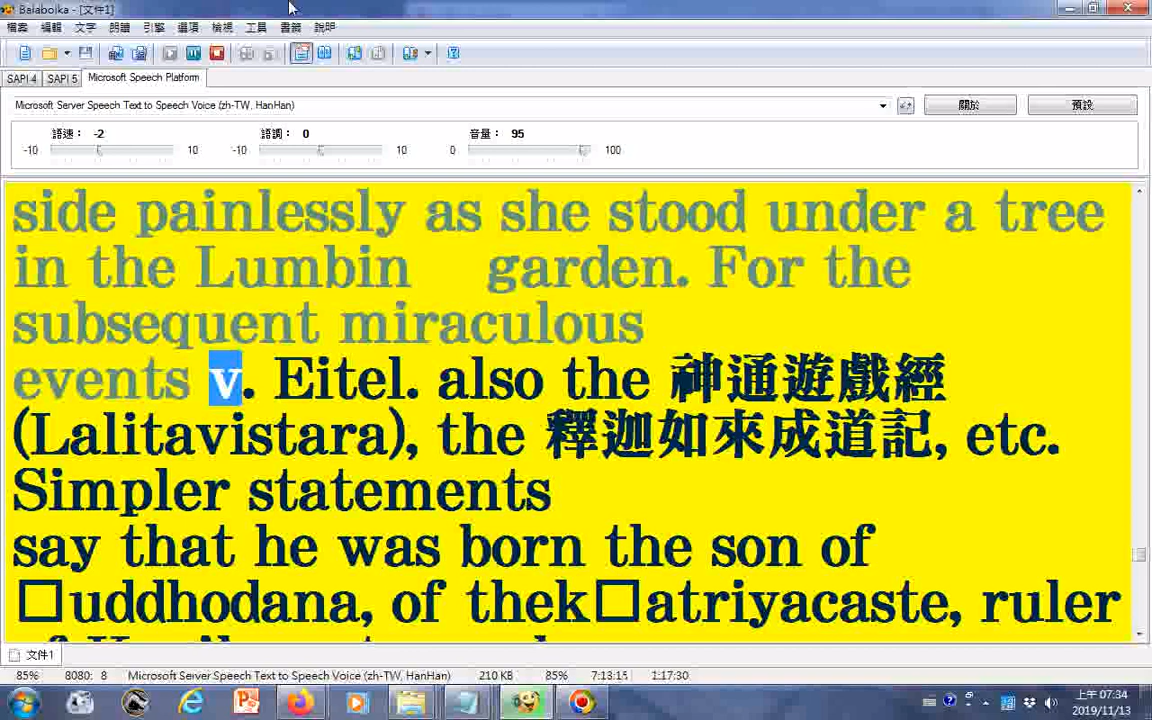 Balabolka - [文件1]
檔案 編輯 文字 朗讀 引擎 選項 檢視 工具 書籤 說明
SAPI 4 SAPI 5 Microsoft Speech Platform
Microsoft Server Speech Text to Speech Voice (zh-TW, HanHan) 關於 預設
語速： -2 語調： 0 音量： 95
-10 10 -10 10 0 100
side painlessly as she stood under a tree
in the Lumbin garden. For the
subsequent miraculous
events v. Eitel. also the 神通遊戲經
(Lalitavistara), the 釋迦如來成道記, etc.
Simpler statements
say that he was born the son of
□uddhodana, of thek□atriyacaste, ruler
文件1
85% 8080: 8 Microsoft Server Speech Text to Speech Voice (zh-TW, HanHan) 210 KB 85% 7:13:15 1:17:30
上午 07:34
2019/11/13